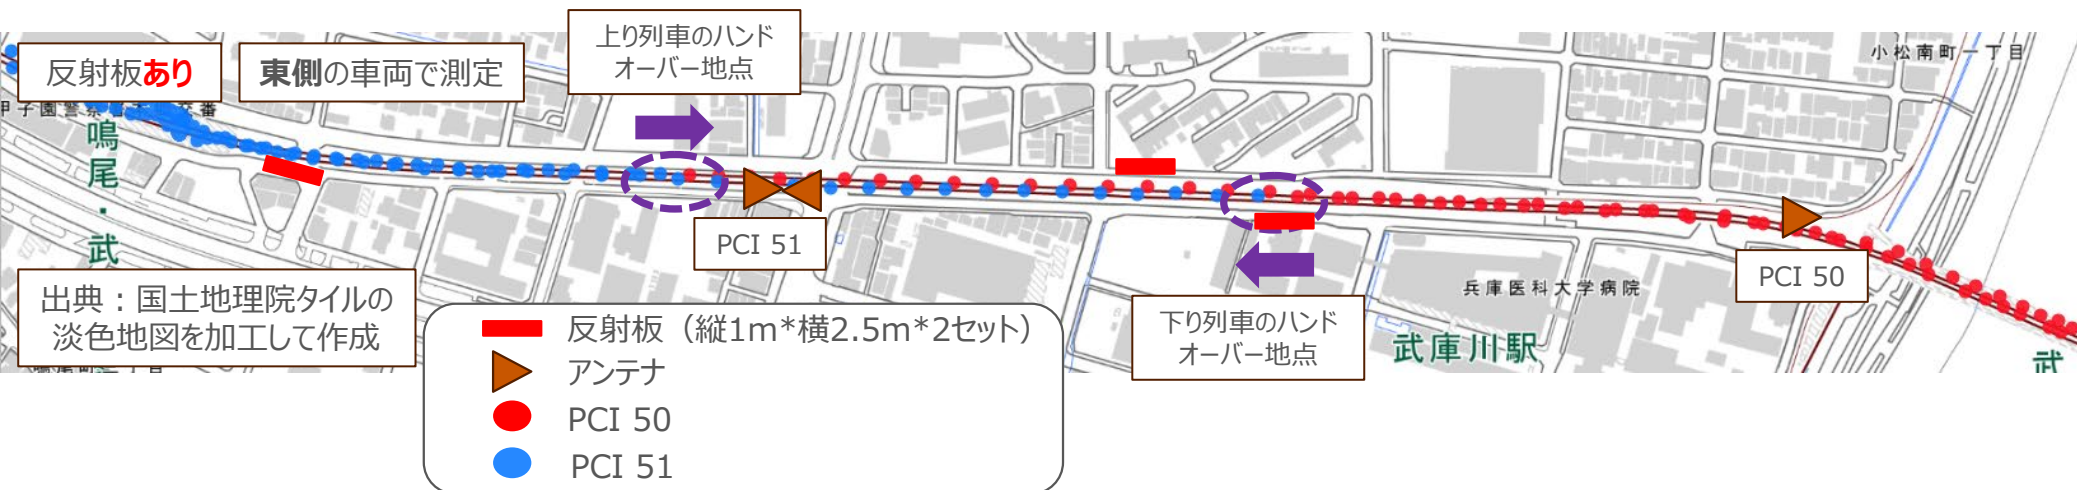 反射板あり
東側の車両で測定
上り列車のハンド
オーバー地点
小松南町一丁目
鳴尾・武
PCI 51
PCI 50
兵庫医科大学病院
出典：国土地理院タイルの
淡色地図を加工して作成
下り列車のハンド
オーバー地点
武庫川駅
武
反射板（縦1m*横2.5m*2セット）
アンテナ
PCI 50
PCI 51